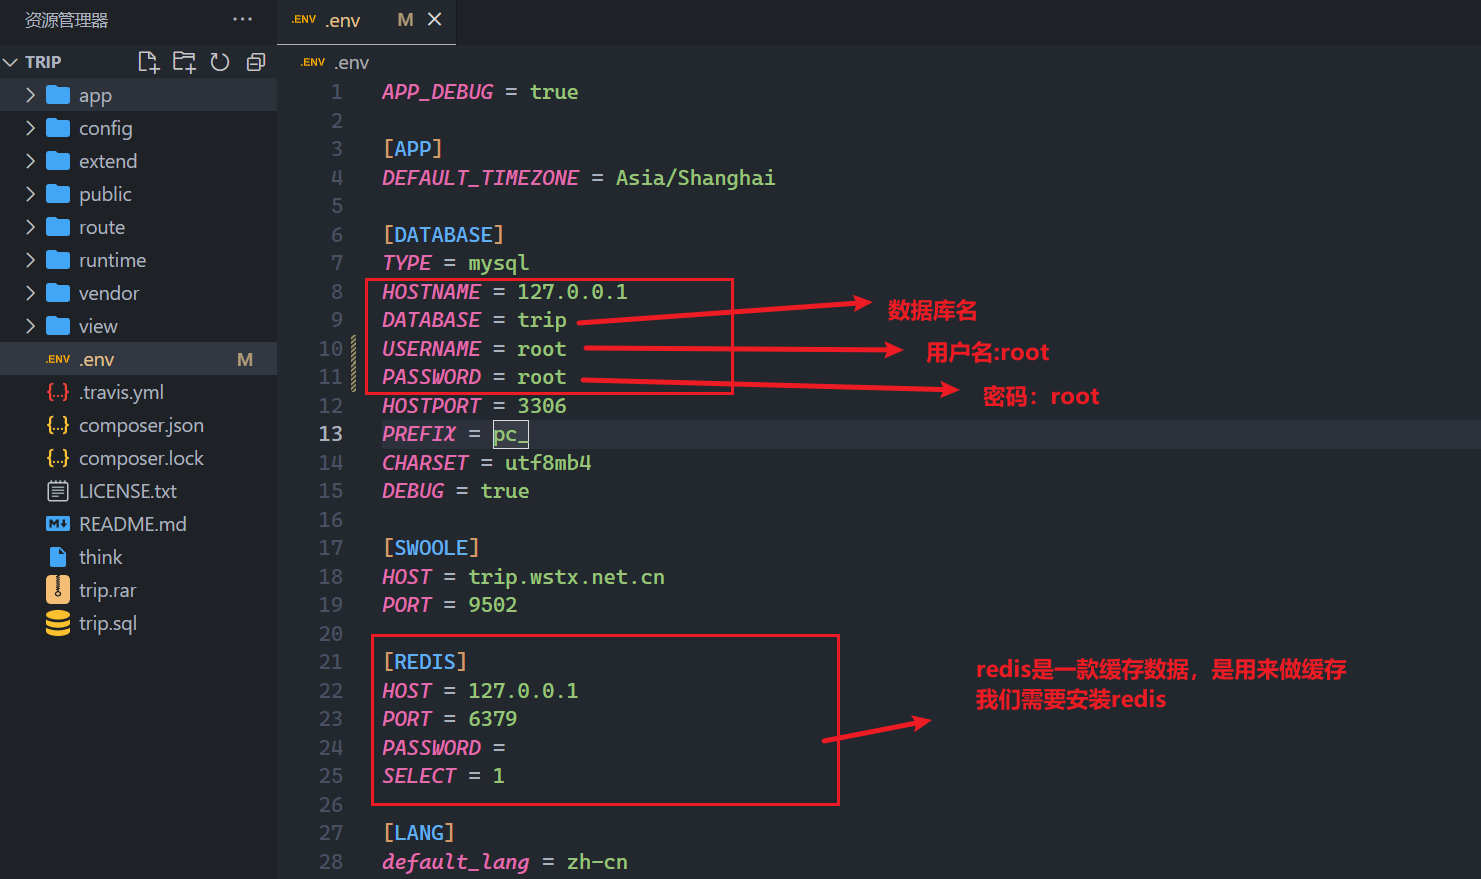 资源管理器 ···
.ENV .env M
TRIP
app
config
extend
public
route
runtime
vendor
view
.ENV .env M
{..} .travis.yml
{..} composer.json
{..} composer.lock
LICENSE.txt
README.md
think
trip.rar
trip.sql
.ENV .env
1 APP_DEBUG = true
2
3 [APP]
4 DEFAULT_TIMEZONE = Asia/Shanghai
5
6 [DATABASE]
7 TYPE = mysql
8 HOSTNAME = 127.0.0.1
9 DATABASE = trip
数据库名
10 USERNAME = root
用户名:root
11 PASSWORD = root
密码：root
12 HOSTPORT = 3306
13 PREFIX = pc_
14 CHARSET = utf8mb4
15 DEBUG = true
16
17 [SWOOLE]
18 HOST = trip.wstx.net.cn
19 PORT = 9502
20
21 [REDIS]
22 HOST = 127.0.0.1
23 PORT = 6379
24 PASSWORD =
25 SELECT = 1
redis是一款缓存数据，是用来做缓存
我们需要安装redis
26
27 [LANG]
28 default_lang = zh-cn